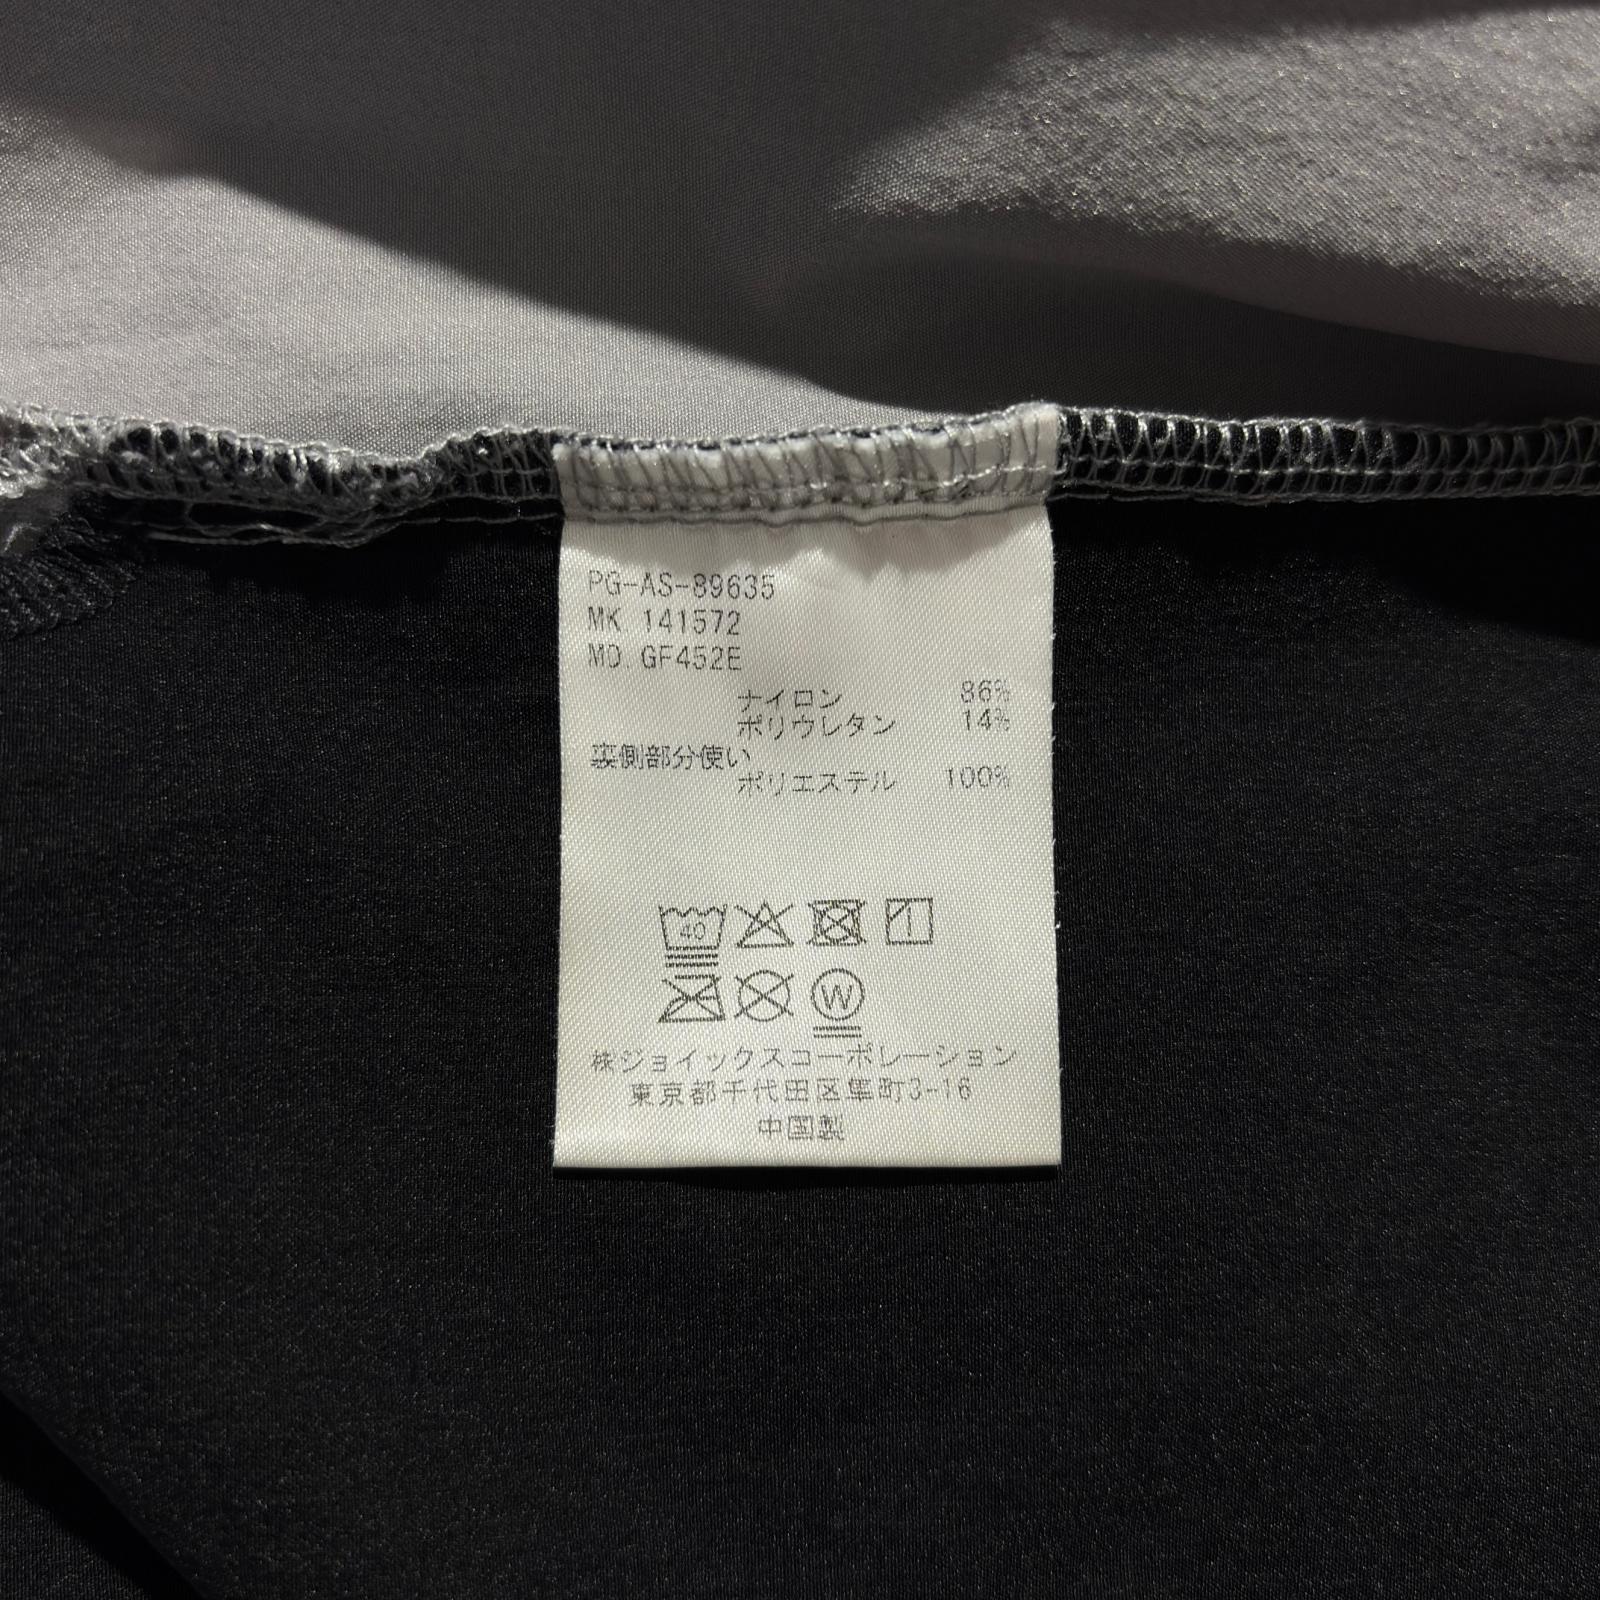 PG-AS-89635
MK 141572
MD GF452E
ナイロン 86%
ポリウレタン 14%
裏側部分使い
ポリエステル 100%
40
W
株ジョイックスコーポレーション
東京都千代田区隼町3-16
中国製